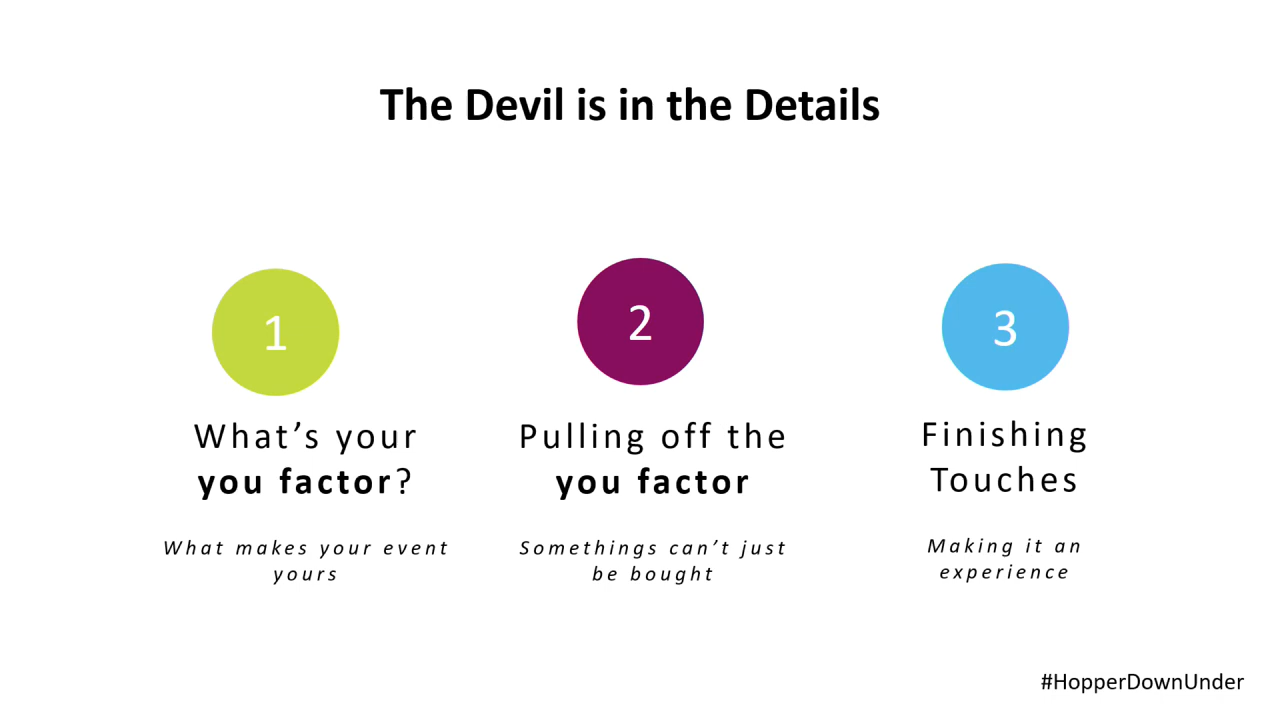 The Devil is in the Details
1
What’s your
you factor?
What makes your event
yours
2
Pulling off the
you factor
Somethings can’t just
be bought
3
Finishing
Touches
Making it an
experience
#HopperDownUnder